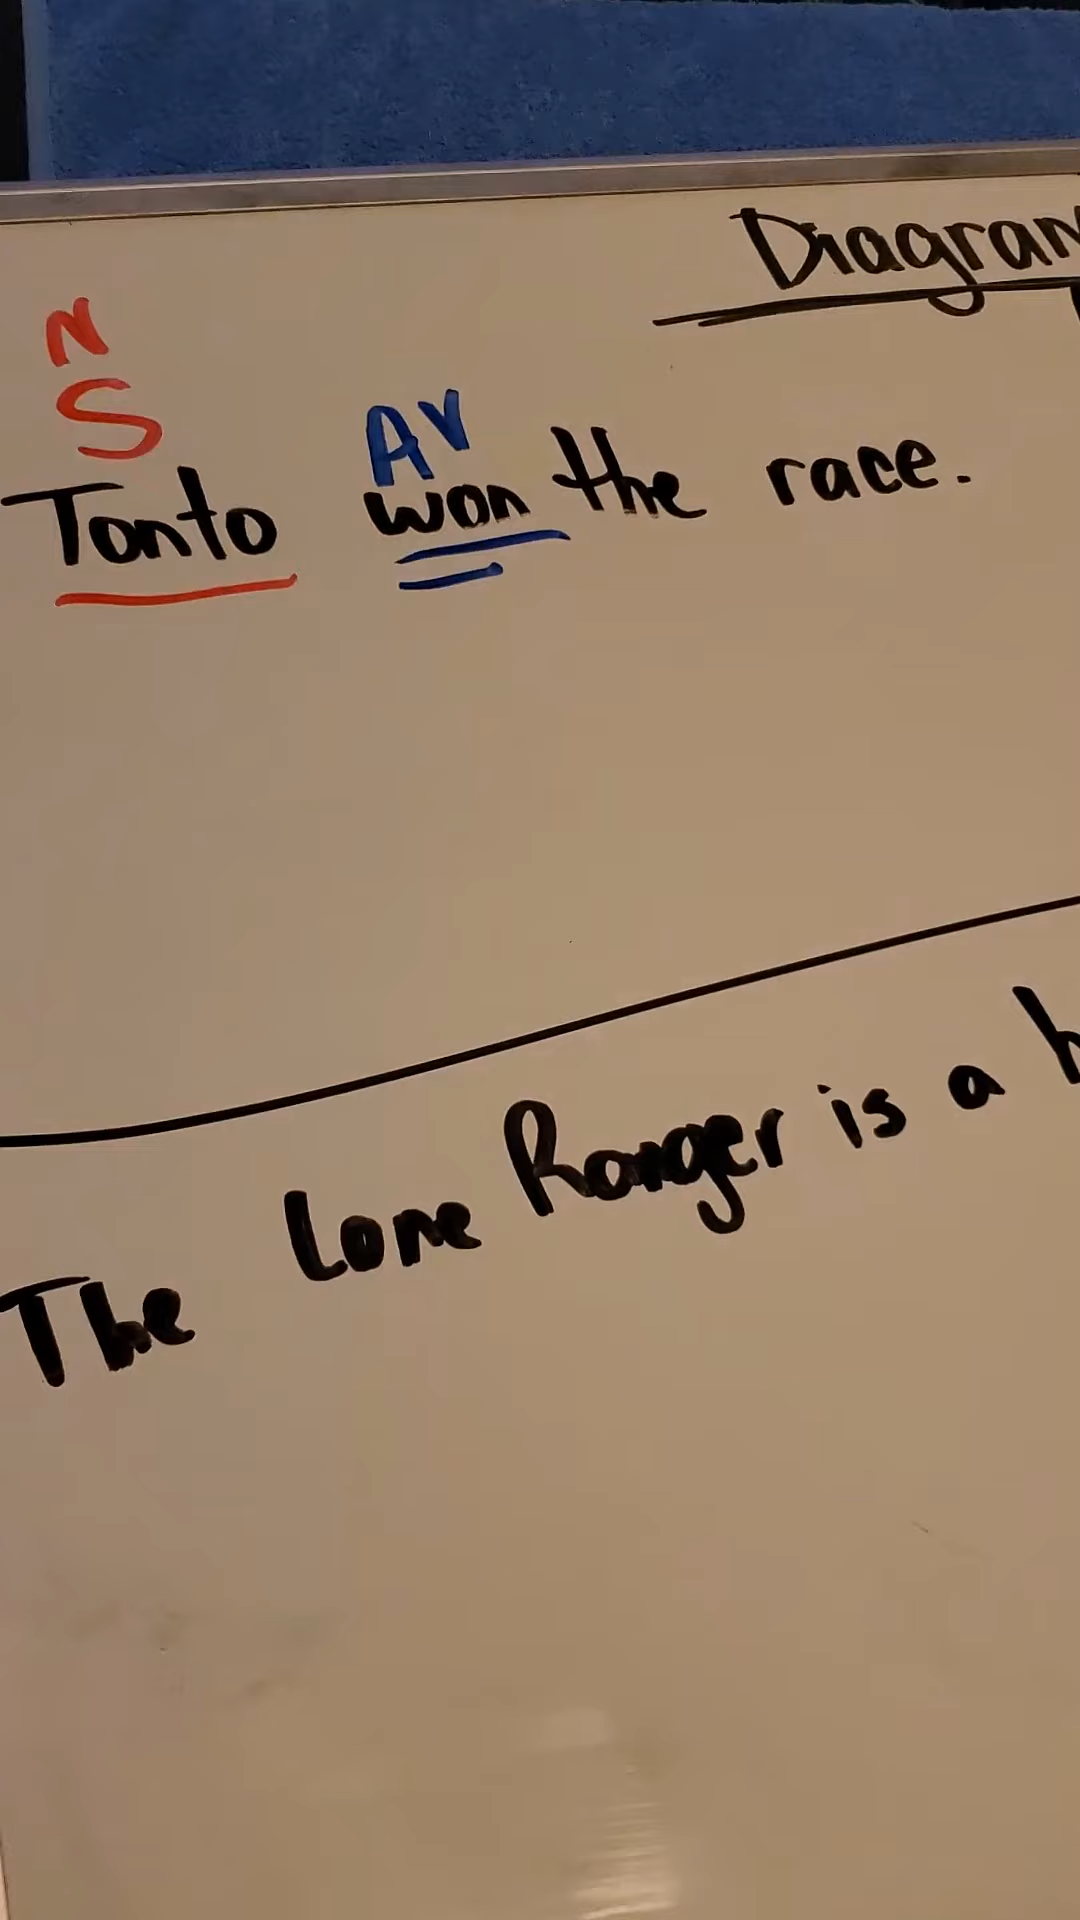 Diagram
N
S AV
Tonto won the race.
The Lone Ranger is a h